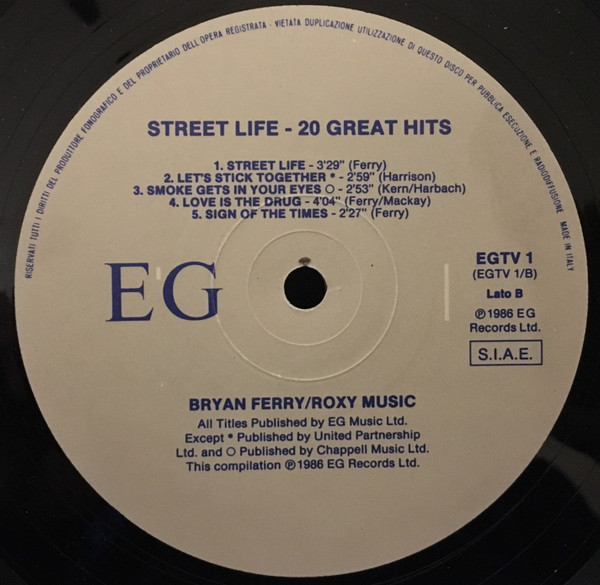 RISERVATI TUTTI I DIRITTI DEL PRODUTTORE FONOGRAFICO E DEL PROPRIETARIO DELL'OPERA REGISTRATA - VIETATA DUPLICAZIONE UTILIZZAZIONE DI QUESTO DISCO PER PUBBLICA ESECUZIONE E RADIODIFFUSIONE. MADE IN ITALY
STREET LIFE - 20 GREAT HITS
1. STREET LIFE - 3'29" (Ferry)
2. LET'S STICK TOGETHER * - 2'59" (Harrison)
3. SMOKE GETS IN YOUR EYES O - 2'53" (Kern/Harbach)
4. LOVE IS THE DRUG - 4'04" (Ferry/Mackay)
5. SIGN OF THE TIMES - 2'27" (Ferry)
EG
EGTV 1
(EGTV 1/B)
Lato B
℗ 1986 EG
Records Ltd.
S.I.A.E.
BRYAN FERRY/ROXY MUSIC
All Titles Published by EG Music Ltd.
Except * Published by United Partnership
Ltd. and O Published by Chappell Music Ltd.
This compilation ℗ 1986 EG Records Ltd.